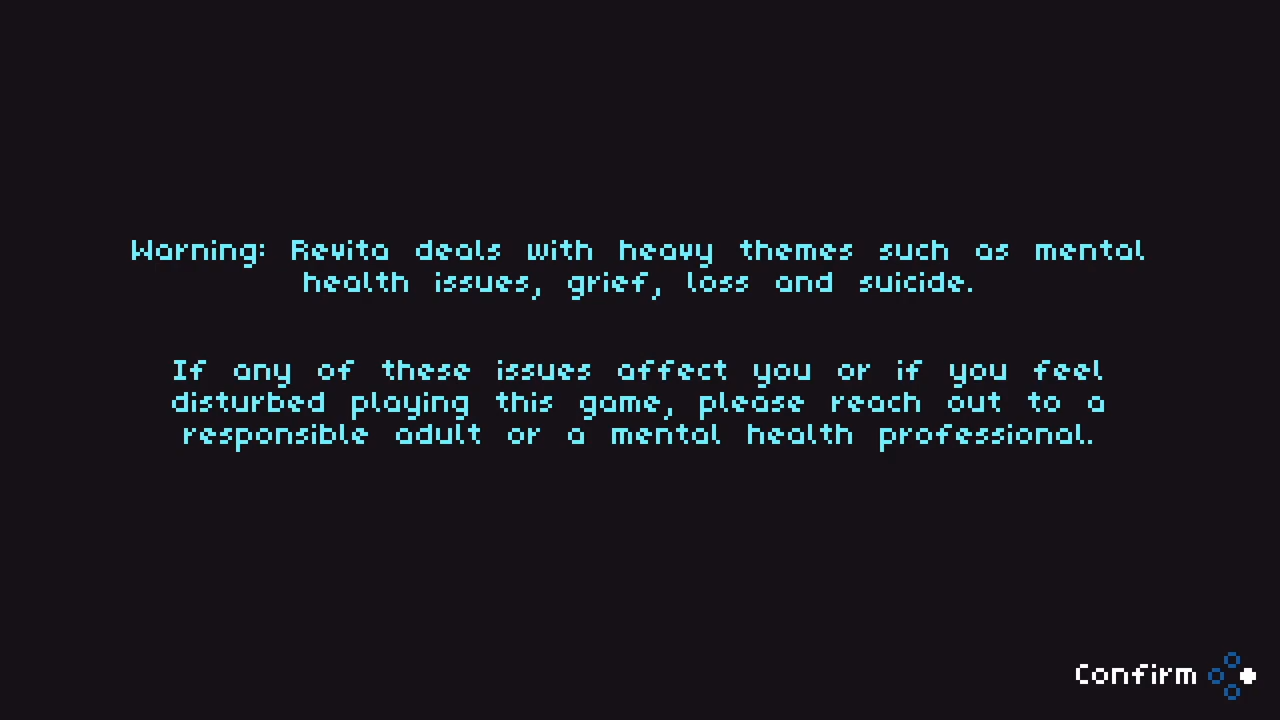 Warning: Revita deals with heavy themes such as mental
health issues, grief, loss and suicide.
If any of these issues affect you or if you feel
disturbed playing this game, please reach out to a
responsible adult or a mental health professional.
Confirm